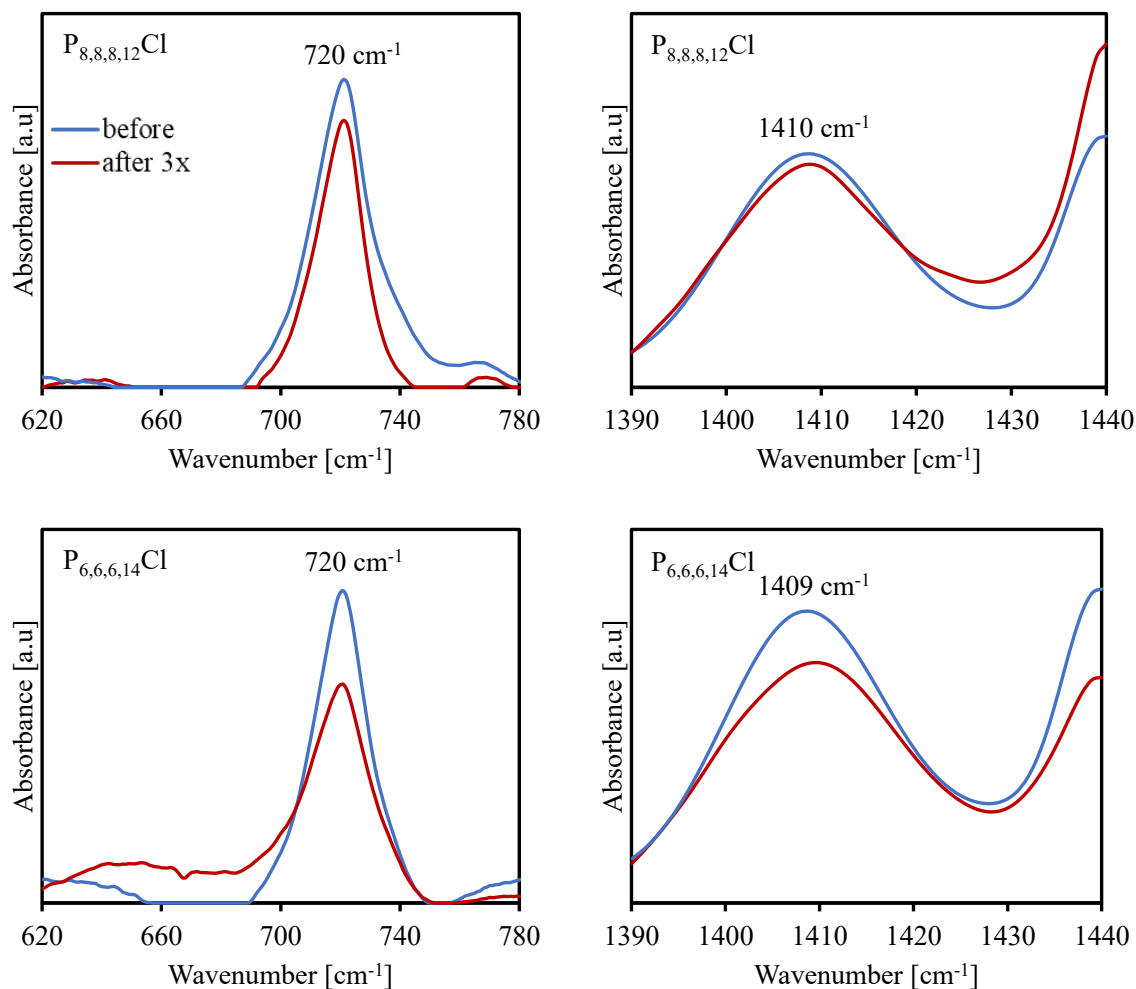 P8,8,8,12Cl
720 cm-1
before
after 3x
Absorbance [a.u]
620 660 700 740 780
Wavenumber [cm-1]
P8,8,8,12Cl
1410 cm-1
Absorbance [a.u]
1390 1400 1410 1420 1430 1440
Wavenumber [cm-1]
P6,6,6,14Cl
720 cm-1
Absorbance [a.u]
620 660 700 740 780
Wavenumber [cm-1]
P6,6,6,14Cl
1409 cm-1
Absorbance [a.u]
1390 1400 1410 1420 1430 1440
Wavenumber [cm-1]